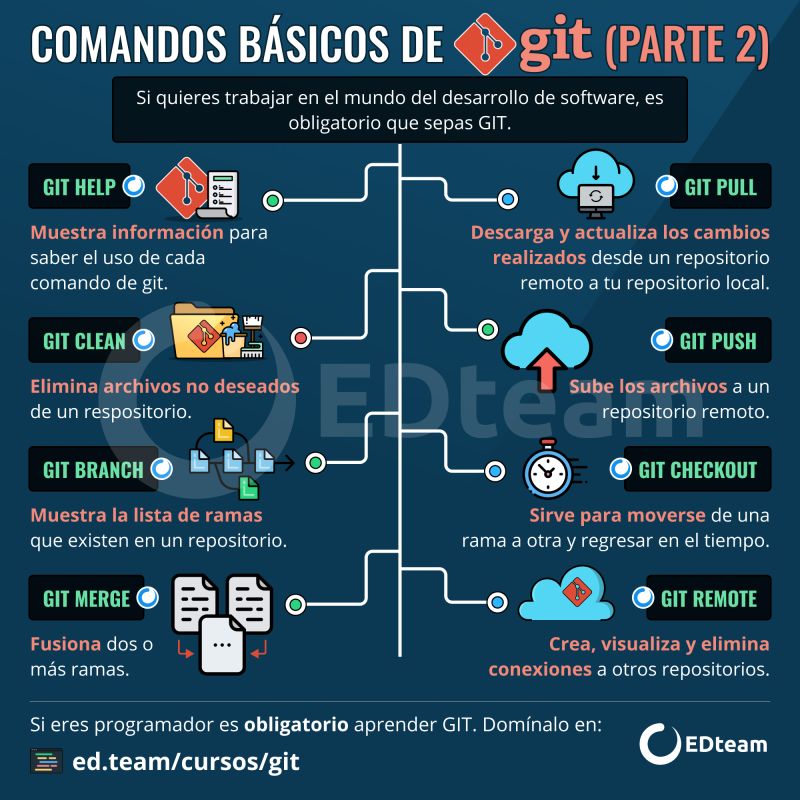 COMANDOS BÁSICOS DE git (PARTE 2)
Si quieres trabajar en el mundo del desarrollo de software, es
obligatorio que sepas GIT.
GIT HELP
Muestra información para
saber el uso de cada
comando de git.
GIT PULL
Descarga y actualiza los cambios
realizados desde un repositorio
remoto a tu repositorio local.
GIT CLEAN
Elimina archivos no deseados
de un respositorio.
GIT PUSH
Sube los archivos a un
repositorio remoto.
EDteam
GIT BRANCH
Muestra la lista de ramas
que existen en un repositorio.
GIT CHECKOUT
Sirve para moverse de una
rama a otra y regresar en el tiempo.
GIT MERGE
Fusiona dos o
más ramas.
GIT REMOTE
Crea, visualiza y elimina
conexiones a otros repositorios.
Si eres programador es obligatorio aprender GIT. Domínalo en:
ed.team/cursos/git
EDteam